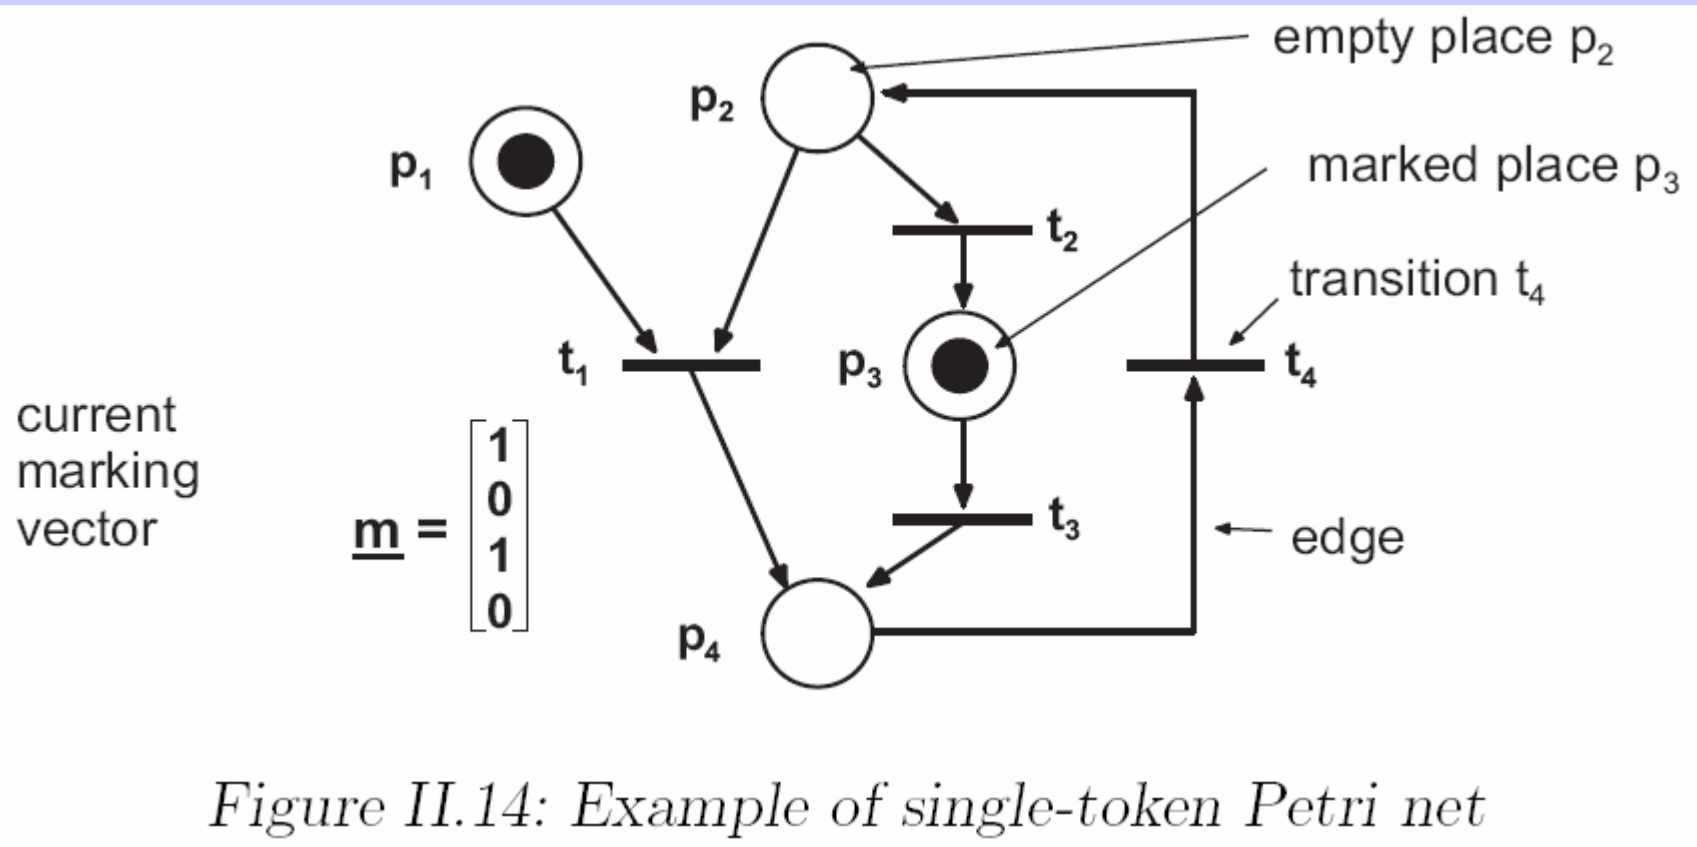 empty place p₂
p₂
p₁
marked place p₃
t₂
transition t₄
t₁
p₃
t₄
current
marking
vector
m =
1
0
1
0
t₃
edge
p₄
Figure II.14: Example of single-token Petri net